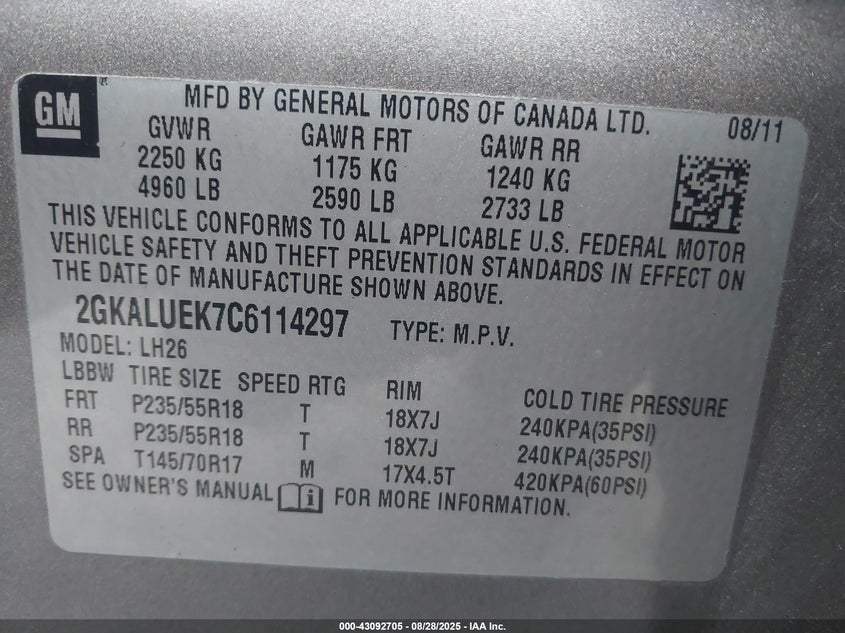 GM
MFD BY GENERAL MOTORS OF CANADA LTD. 08/11
GVWR GAWR FRT GAWR RR
2250 KG 1175 KG 1240 KG
4960 LB 2590 LB 2733 LB
THIS VEHICLE CONFORMS TO ALL APPLICABLE U.S. FEDERAL MOTOR
VEHICLE SAFETY AND THEFT PREVENTION STANDARDS IN EFFECT ON
THE DATE OF MANUFACTURE SHOWN ABOVE.
2GKALUEK7C6114297 TYPE: M.P.V.
MODEL: LH26
LBBW TIRE SIZE SPEED RTG RIM COLD TIRE PRESSURE
FRT P235/55R18 T 18X7J 240KPA(35PSI)
RR P235/55R18 T 18X7J 240KPA(35PSI)
SPA T145/70R17 M 17X4.5T 420KPA(60PSI)
SEE OWNER'S MANUAL i FOR MORE INFORMATION.
000-43092705 - 08/28/2025 - IAA Inc.